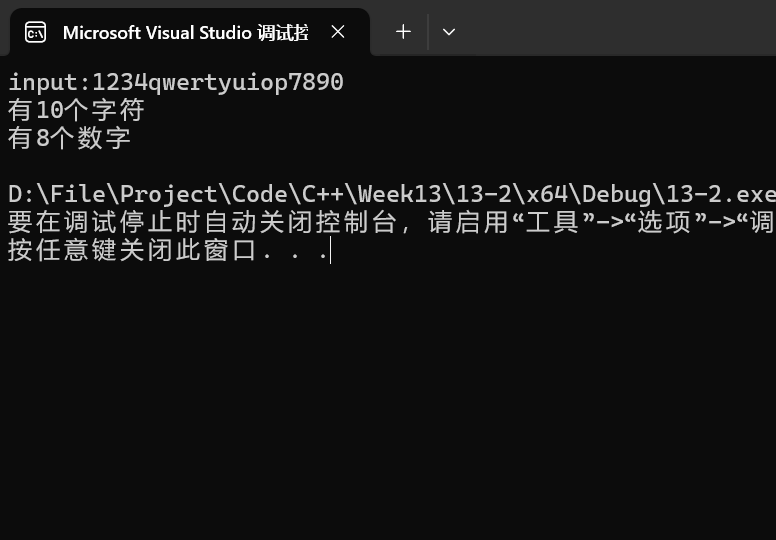 Microsoft Visual Studio 调试控
input:1234qwertyuiop7890
有10个字符
有8个数字
D:\File\Project\Code\C++\Week13\13-2\x64\Debug\13-2.exe
要在调试停止时自动关闭控制台，请启用“工具”->“选项”->“调
按任意键关闭此窗口. . .